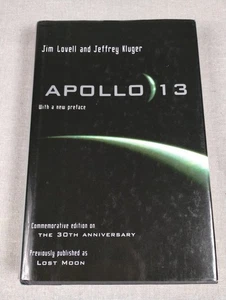 Jim Lovell and Jeffrey Kluger
APOLLO 13
With a new preface
Commemorative edition on
THE 30TH ANNIVERSARY
Previously published as
LOST MOON